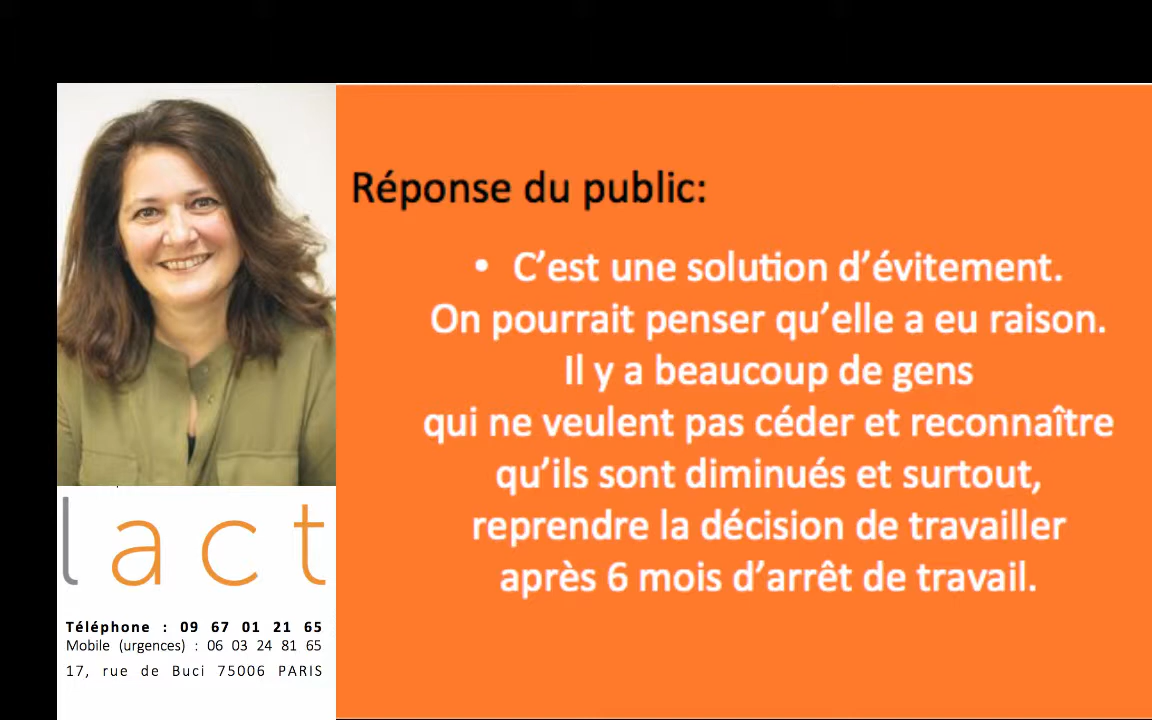 Réponse du public:
• C’est une solution d’évitement.
On pourrait penser qu’elle a eu raison.
Il y a beaucoup de gens
qui ne veulent pas céder et reconnaître
qu’ils sont diminués et surtout,
reprendre la décision de travailler
après 6 mois d’arrêt de travail.
lact
Téléphone : 09 67 01 21 65
Mobile (urgences) : 06 03 24 81 65
17, rue de Buci 75006 PARIS